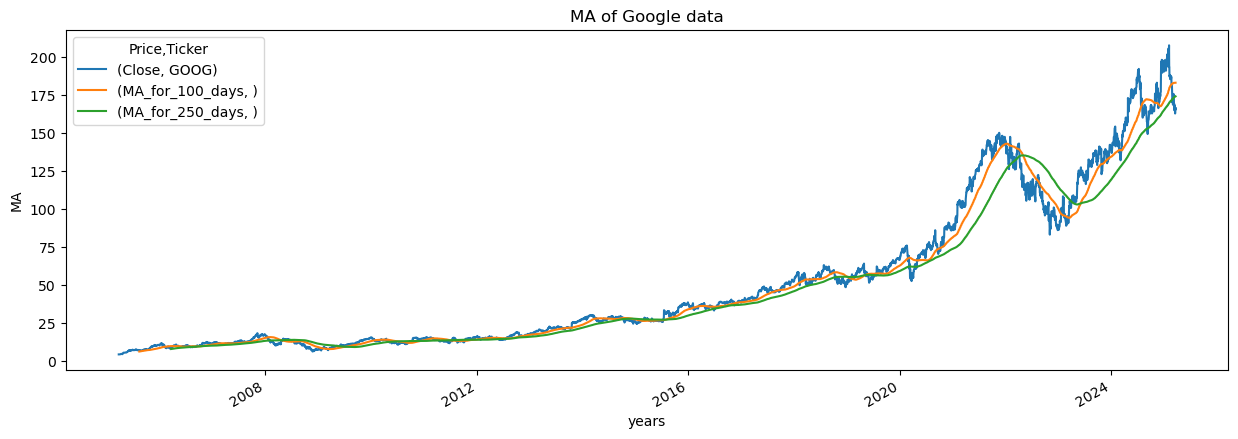 MA of Google data
Price,Ticker
(Close, GOOG)
(MA_for_100_days, )
(MA_for_250_days, )
MA
200
175
150
125
100
75
50
25
0
2008
2012
2016
2020
2024
years